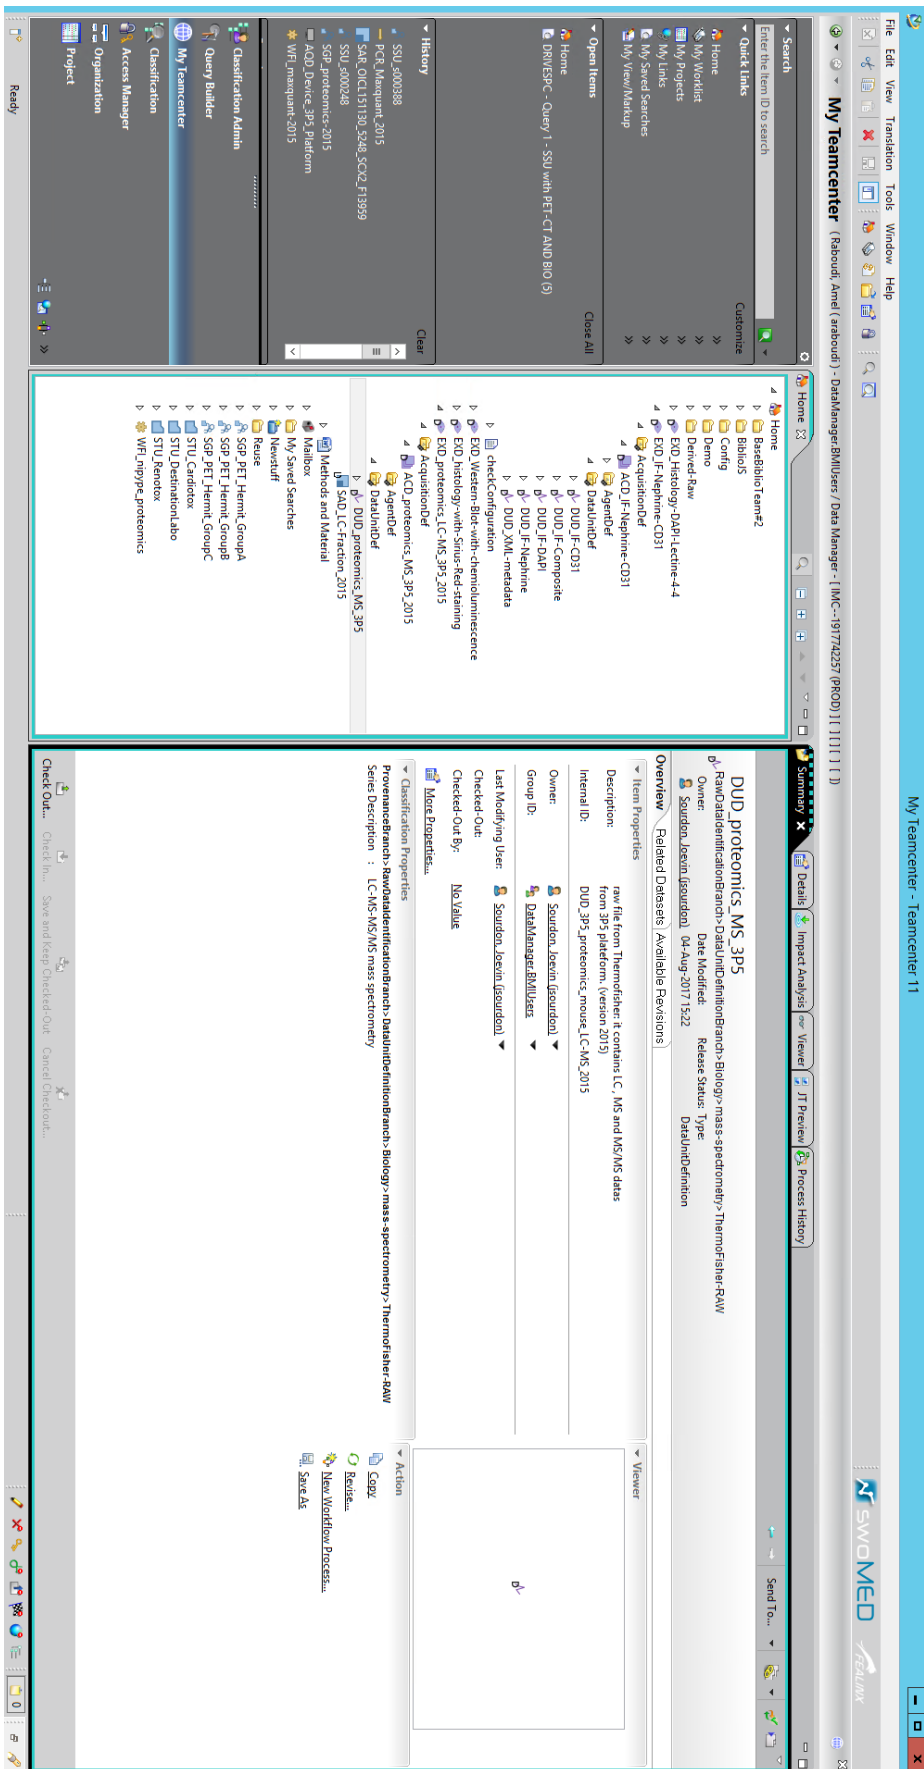 My Teamcenter - Teamcenter 11
File Edit View Translation Tools Window Help
swoMED FEALINX
My Teamcenter ( Raboudi, Amel ( araboudi ) - DataManager.BMIUsers / Data Manager - [ IMC--1917742257 (PROD) ] [ ] [ ] [ ] [ ])
Search
Enter the Item ID to search
Quick Links Customize
Home
My Worklist
My Projects
My Links
My Saved Searches
My View/Markup
Open Items Close All
Home
DRIVESPC - Query 1 - SSU with PET-CT AND BIO (5)
History Clear
SSU_s000388
PCR_Maxquant_2015
SAR_OICL151130_5248_SCX2_F13959
SSU_s000248
SGP_proteomics-2015
AQD_Device_3P5_Platform
WFI_maxquant-2015
Classification Admin
Query Builder
My Teamcenter
Classification
Access Manager
Organization
Project
Home
Home
BaseBiblioTeam#2
BiblioJS
Config
Demo
Derived-Raw
EXD_Histology-DAPI-Lectine-4-4
EXD_IF-Nephrine-CD31
AcquisitionDef
ACD_IF-Nephrine-CD31
AgentDef
DataUnitDef
DUD_IF-CD31
DUD_IF-Composite
DUD_IF-DAPI
DUD_IF-Nephrine
DUD_XML-metadata
checkConfiguration
EXD_Western-Blot-with-chemioluminescence
EXD_histology-with-Sirius-Red-staining
EXD_proteomics_LC-MS_3P5_2015
AcquisitionDef
ACD_proteomics_MS_3P5_2015
AgentDef
DataUnitDef
DUD_proteomics_MS_3P5
SAD_LC-Fraction_2015
Methods and Material
Mailbox
My Saved Searches
Newstuff
Reuse
SGP_PET_Hermit_GroupA
SGP_PET_Hermit_GroupB
SGP_PET_Hermit_GroupC
STU_Cardiotox
STU_DestinationLabo
STU_Renotox
WFI_nipype_proteomics
Summary Details Impact Analysis Viewer JT Preview Process History
Send To...
DUD_proteomics_MS_3P5
RawDataIdentificationBranch>DataUnitDefinitionBranch>Biology>mass-spectrometry>ThermoFisher-RAW
Owner: Date Modified: Release Status: Type:
Sourdon, Joevin (jsourdon) 04-Aug-2017 15:22 DataUnitDefinition
Overview Related Datasets Available Revisions
Item Properties
Description: raw file from Thermofisher: it contains LC , MS and MS/MS datas
from 3P5 plateform. (version 2015)
Internal ID: DUD_3P5_proteomics_mouse_LC-MS_2015
Owner: Sourdon, Joevin (jsourdon)
Group ID: DataManager.BMIUsers
Last Modifying User: Sourdon, Joevin (jsourdon)
Checked-Out:
Checked-Out By: No Value
More Properties...
Classification Properties
ProvenanceBranch>RawDataIdentificationBranch>DataUnitDefinitionBranch>Biology>mass-spectrometry>ThermoFisher-RAW
Series Description : LC-MS-MS/MS mass spectrometry
Viewer
Action
Copy
Revise...
New Workflow Process...
Save As
Check Out... Check In... Save and Keep Checked-Out Cancel Checkout...
Ready
0